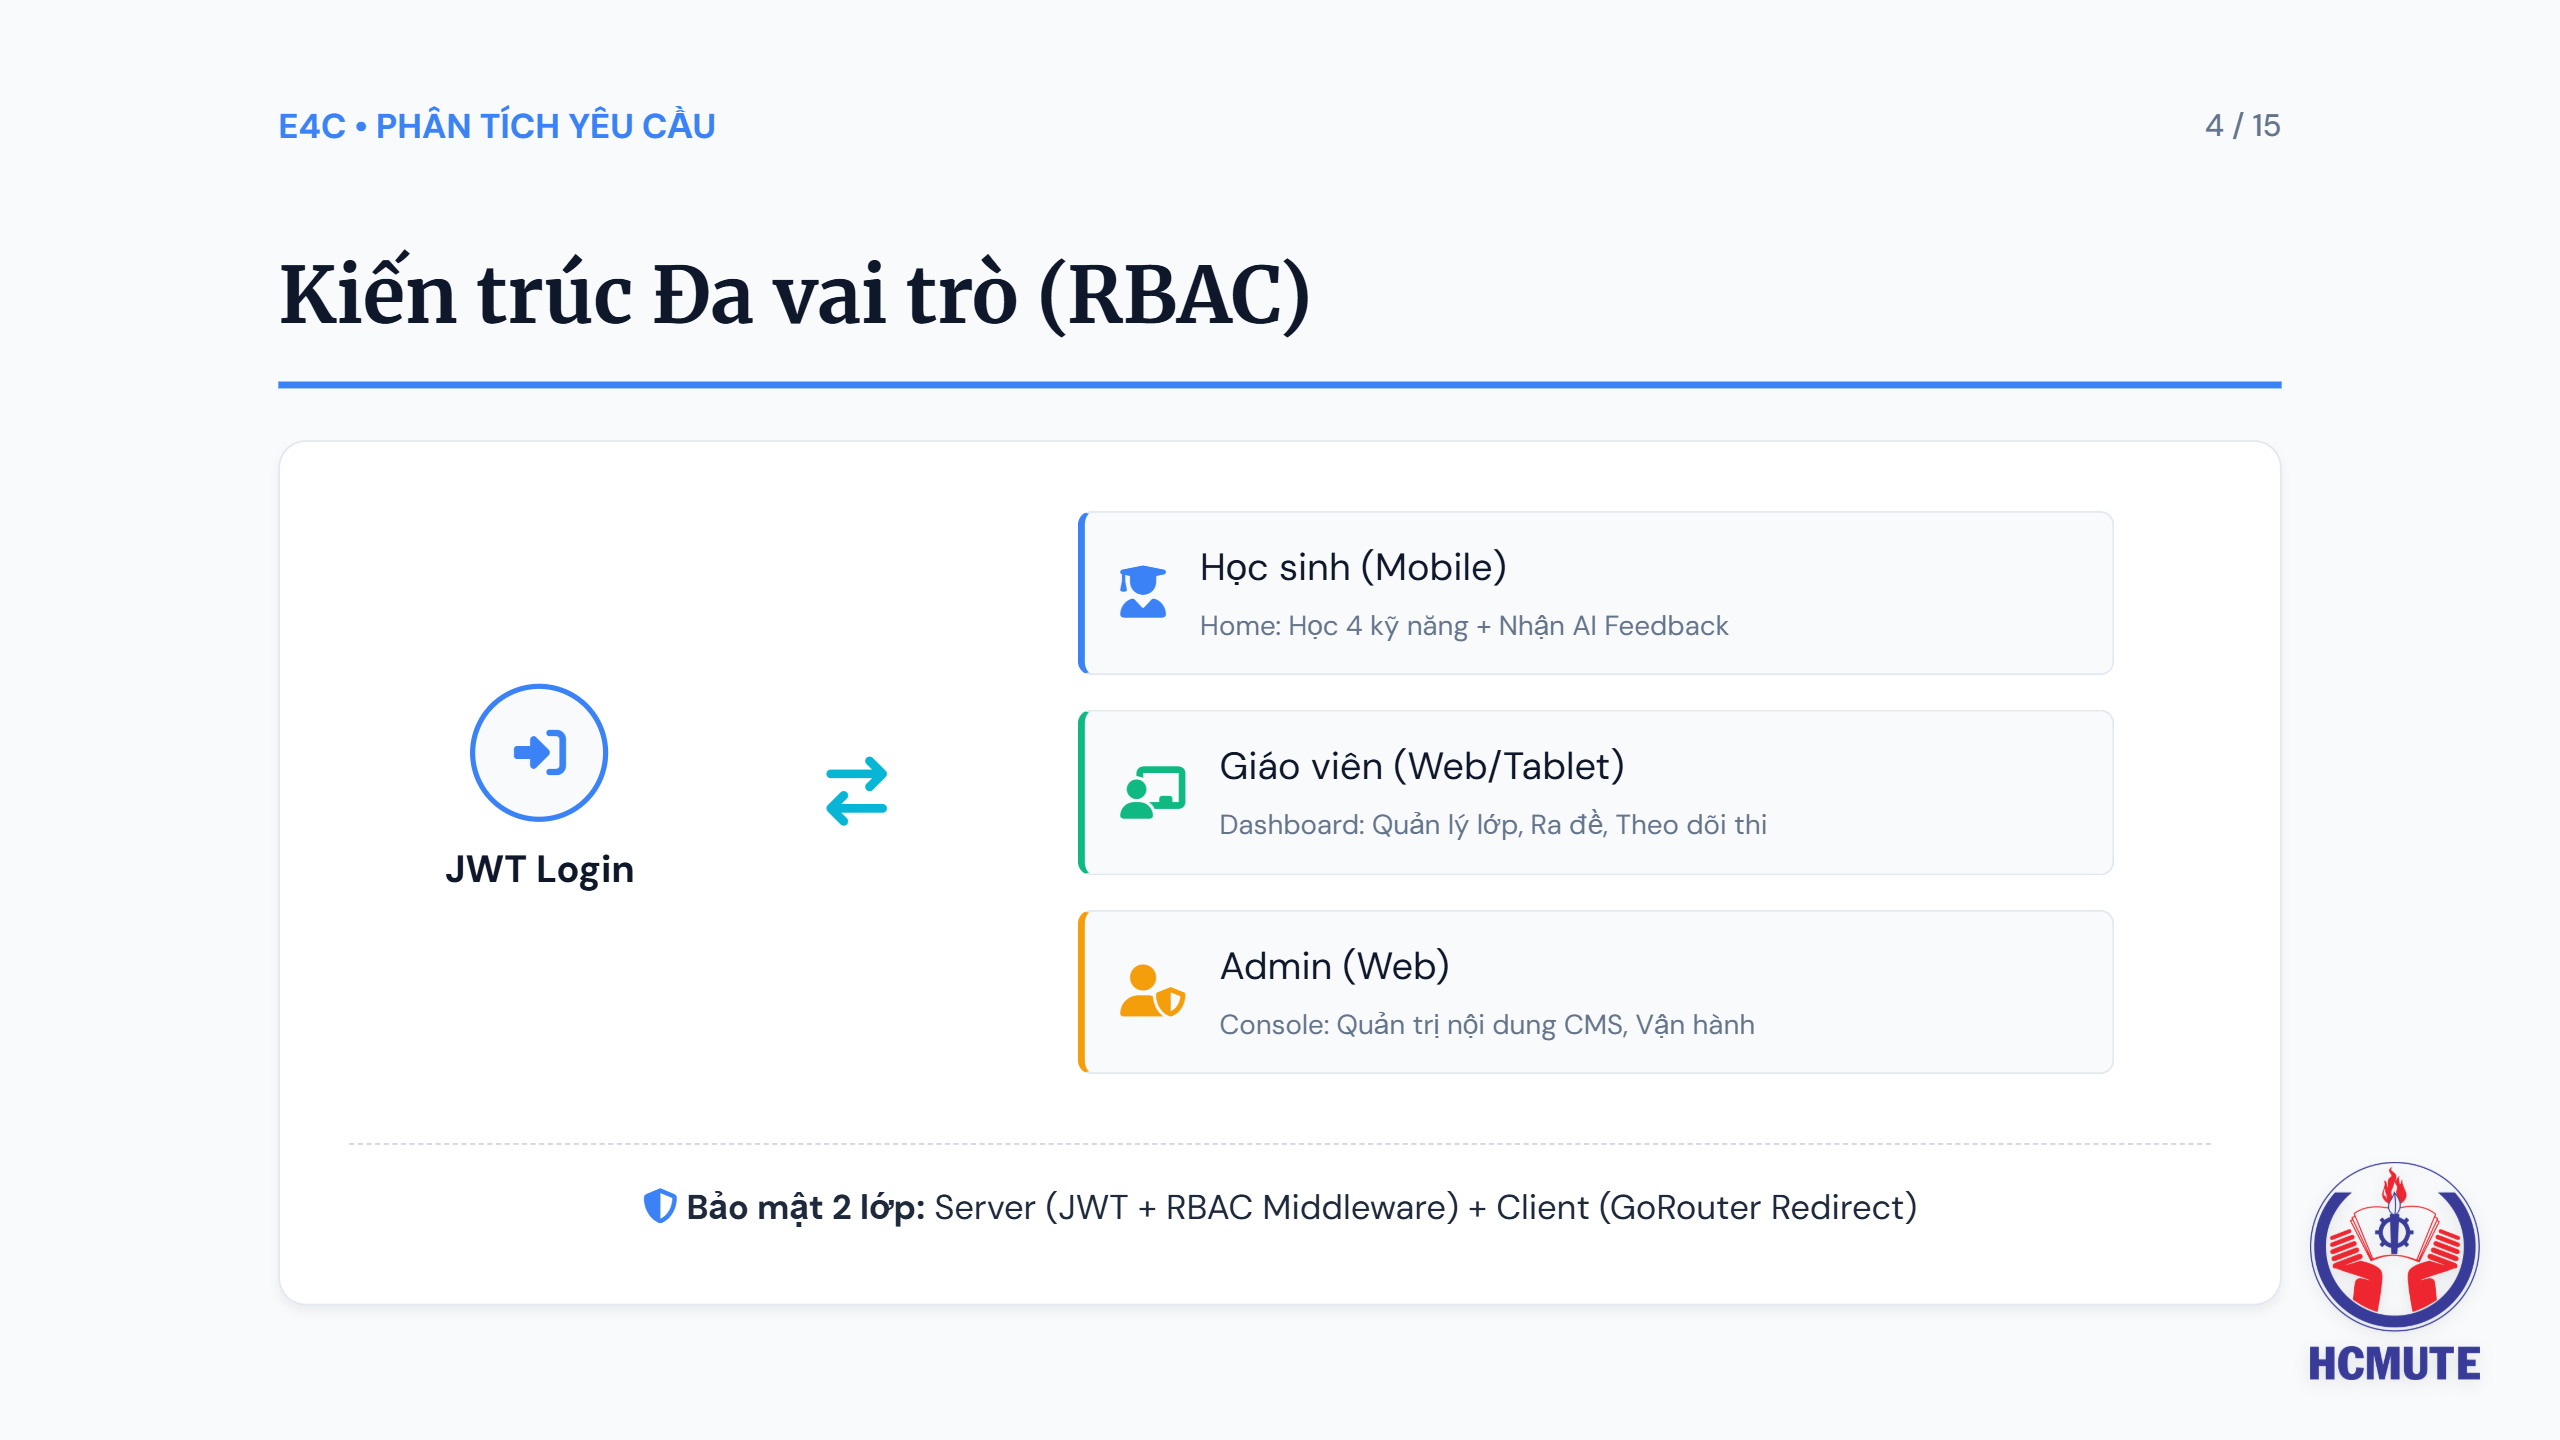 E4C • PHÂN TÍCH YÊU CẦU
4 / 15
Kiến trúc Đa vai trò (RBAC)
JWT Login
Học sinh (Mobile)
Home: Học 4 kỹ năng + Nhận AI Feedback
Giáo viên (Web/Tablet)
Dashboard: Quản lý lớp, Ra đề, Theo dõi thi
Admin (Web)
Console: Quản trị nội dung CMS, Vận hành
Bảo mật 2 lớp: Server (JWT + RBAC Middleware) + Client (GoRouter Redirect)
HCMUTE